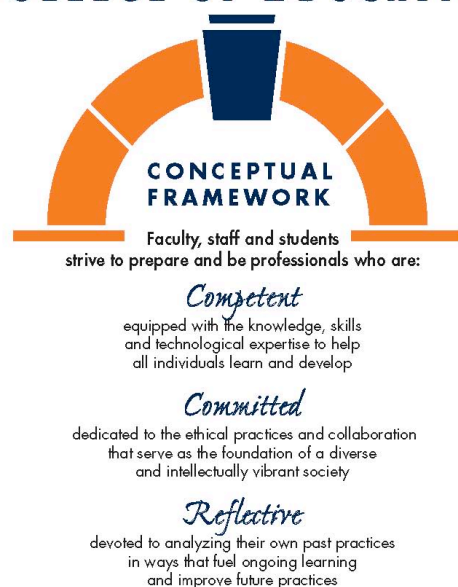 CONCEPTUAL
FRAMEWORK
Faculty, staff and students
strive to prepare and be professionals who are:
Competent
equipped with the knowledge, skills
and technological expertise to help
all individuals learn and develop
Committed
dedicated to the ethical practices and collaboration
that serve as the foundation of a diverse
and intellectually vibrant society
Reflective
devoted to analyzing their own past practices
in ways that fuel ongoing learning
and improve future practices